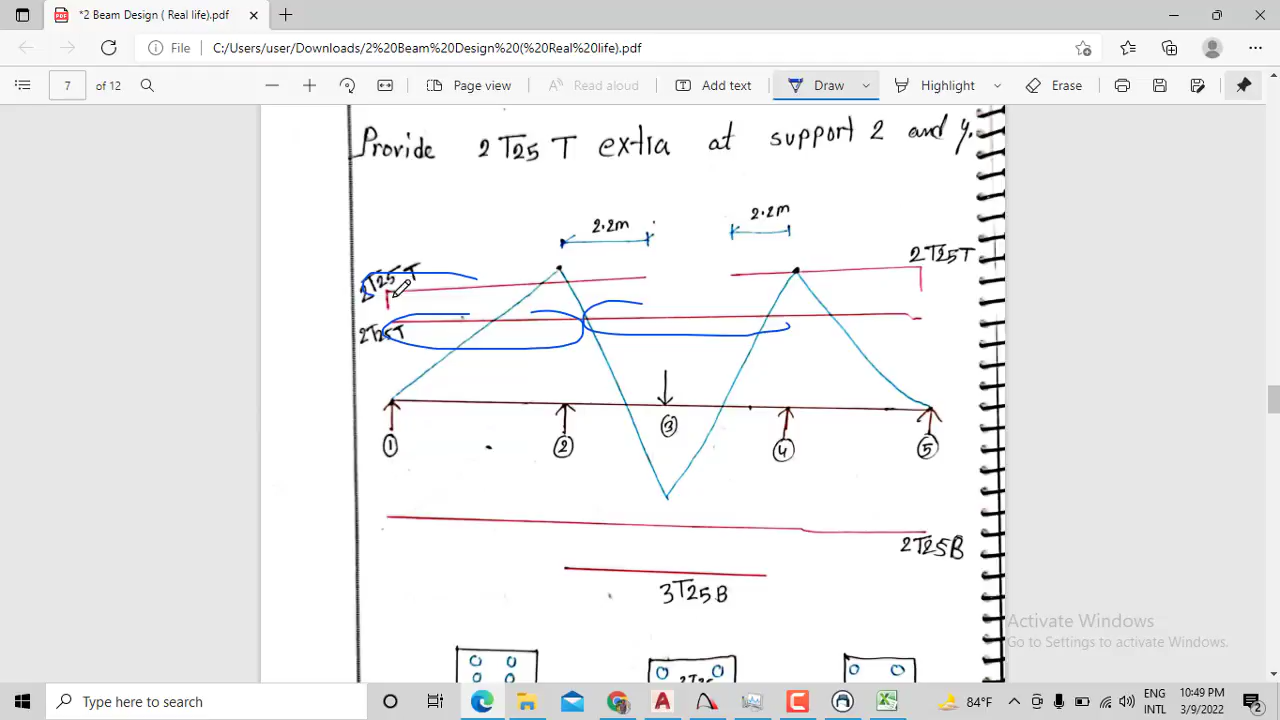 *2 Beam Design ( Real life).pdf
File
C:/Users/user/Downloads/2%20Beam%20Design%20(%20Real%20life).pdf
7 of 12
Page view
Read aloud
Add text
Draw
Highlight
Erase
Provide 2T25 T extra at support 2 and 4.
2.2m
2.2m
2T25T
2T25T
2T25T
1
2
3
4
5
2T25B
3T25B
Activate Windows
Go to Settings to activate Windows.
Type here to search
84°F
ENG
INTL
10:49 PM
3/9/2022